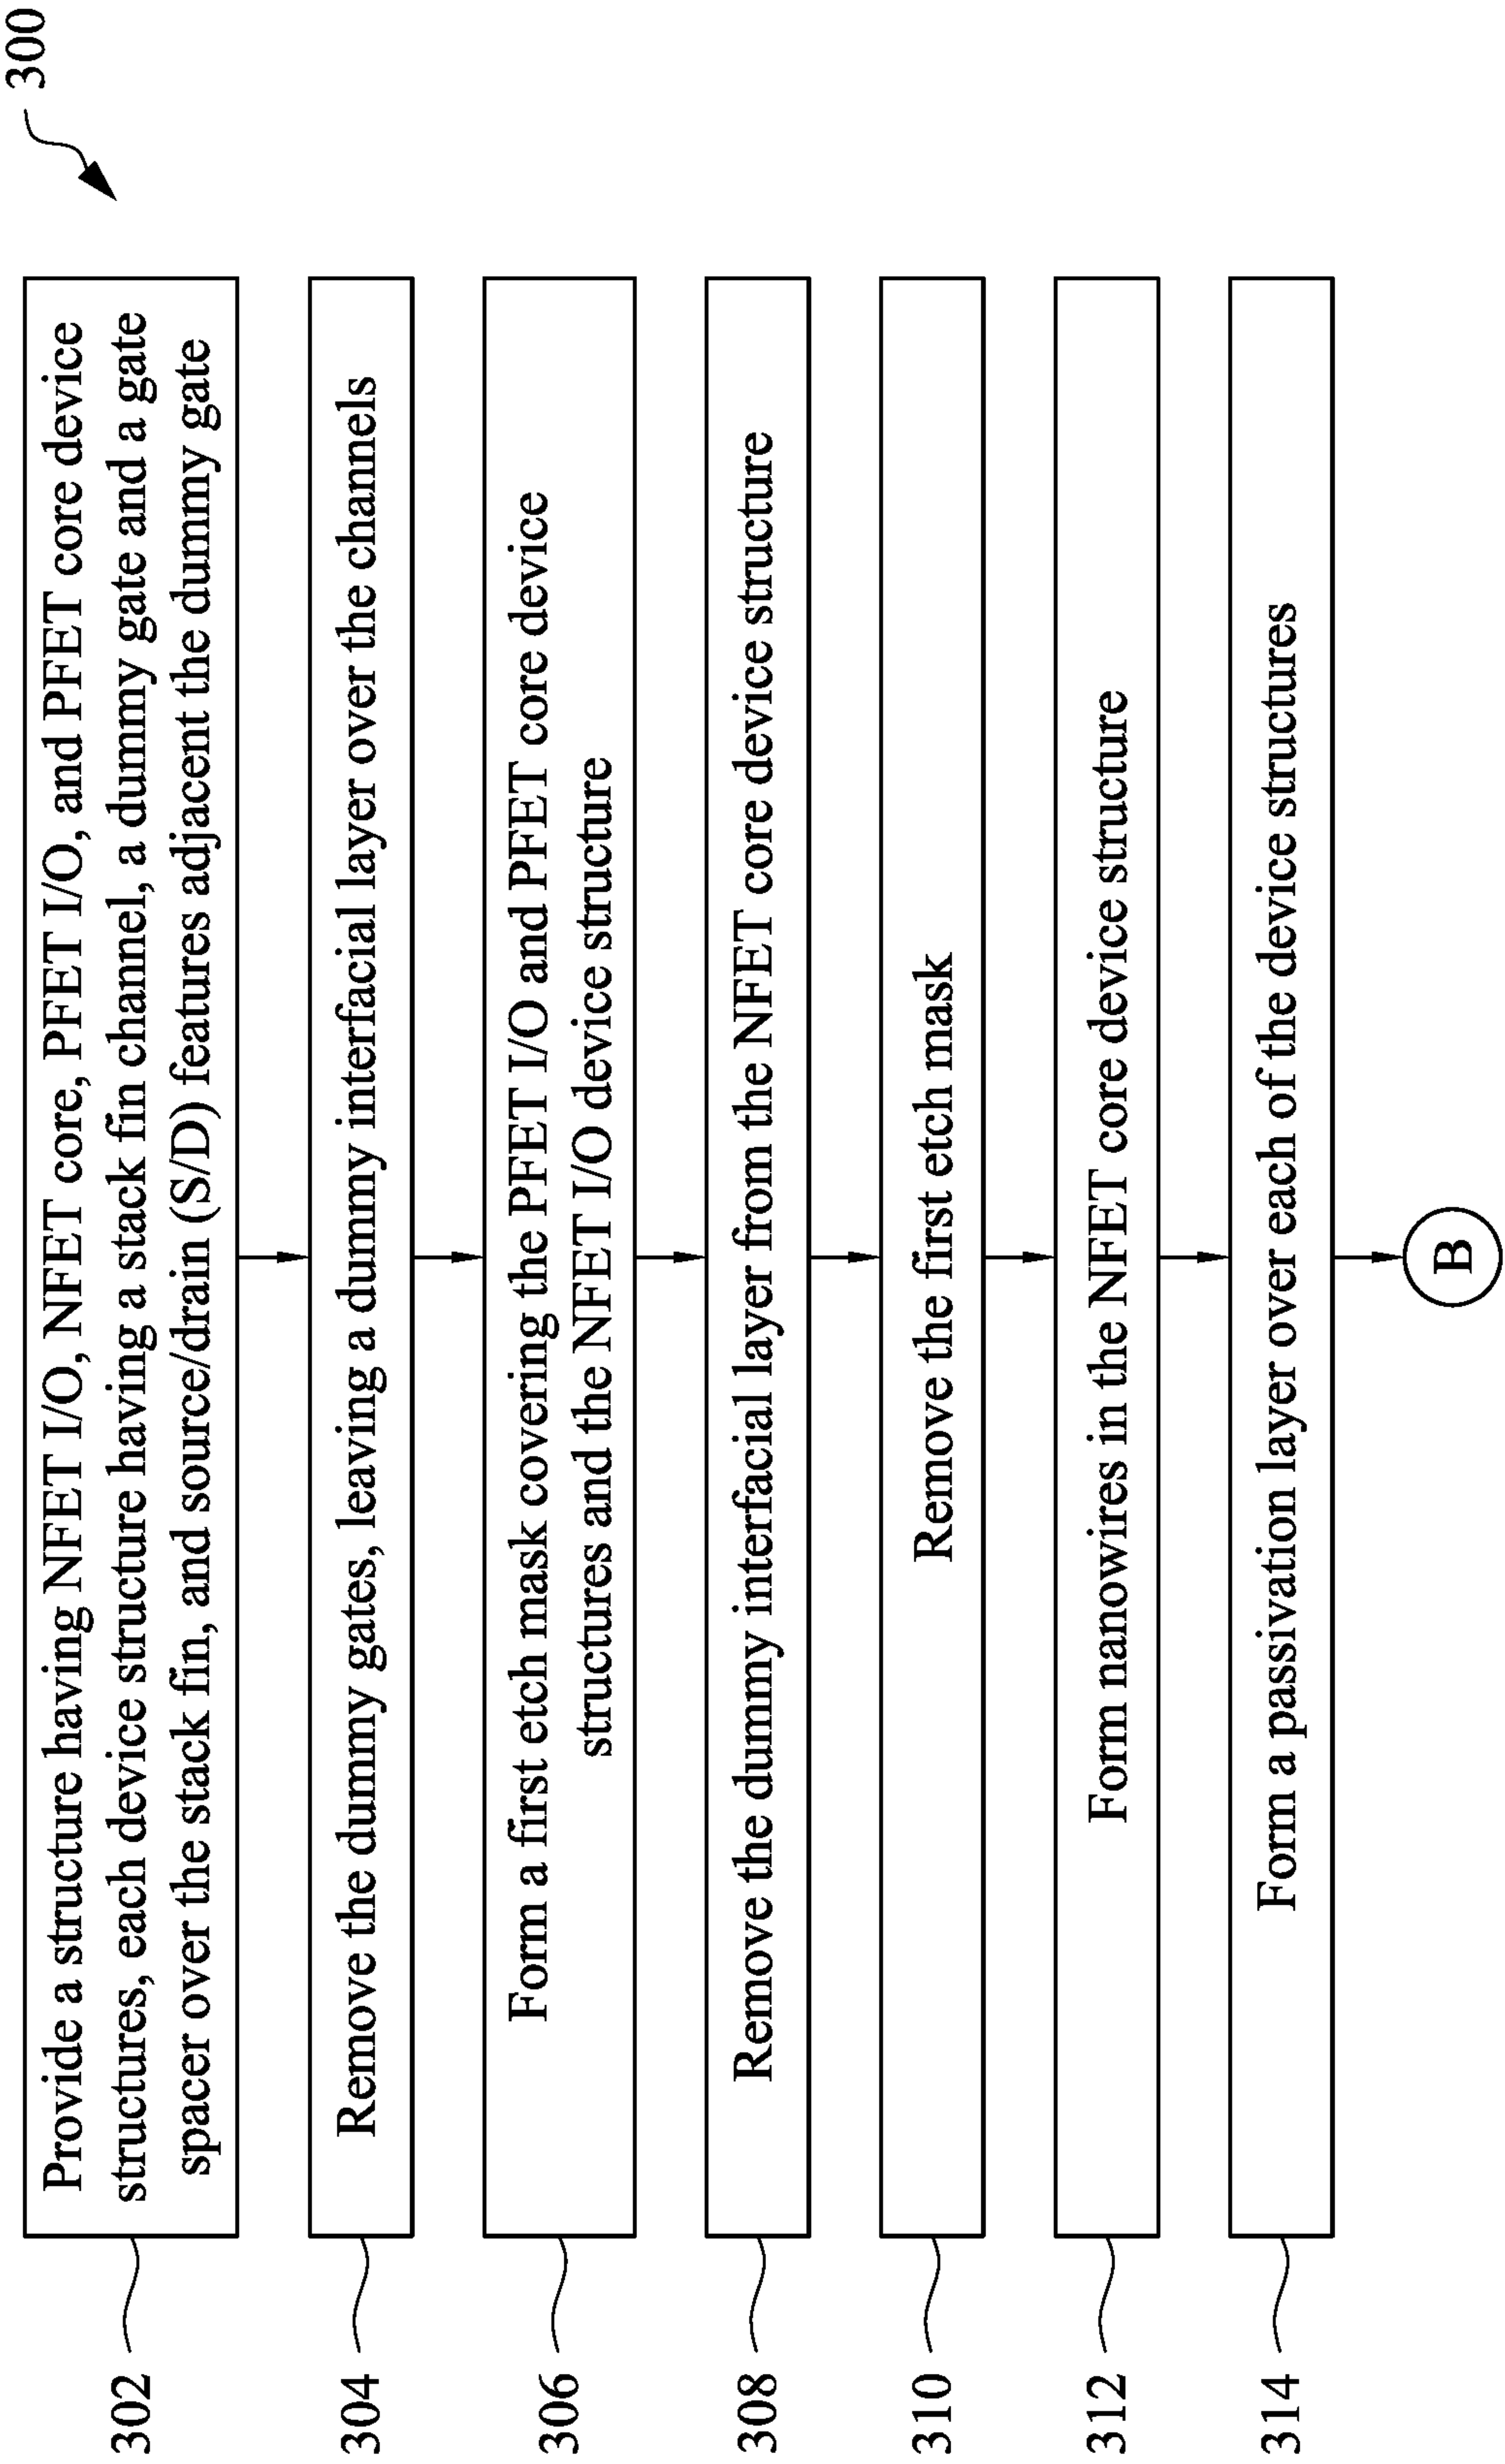 300
302
Provide a structure having NFET I/O, NFET core, PFET I/O, and PFET core device
structures, each device structure having a stack fin channel, a dummy gate and a gate
spacer over the stack fin, and source/drain (S/D) features adjacent the dummy gate
304
Remove the dummy gates, leaving a dummy interfacial layer over the channels
306
Form a first etch mask covering the PFET I/O and PFET core device
structures and the NFET I/O device structure
308
Remove the dummy interfacial layer from the NFET core device structure
310
Remove the first etch mask
312
Form nanowires in the NFET core device structure
314
Form a passivation layer over each of the device structures
B